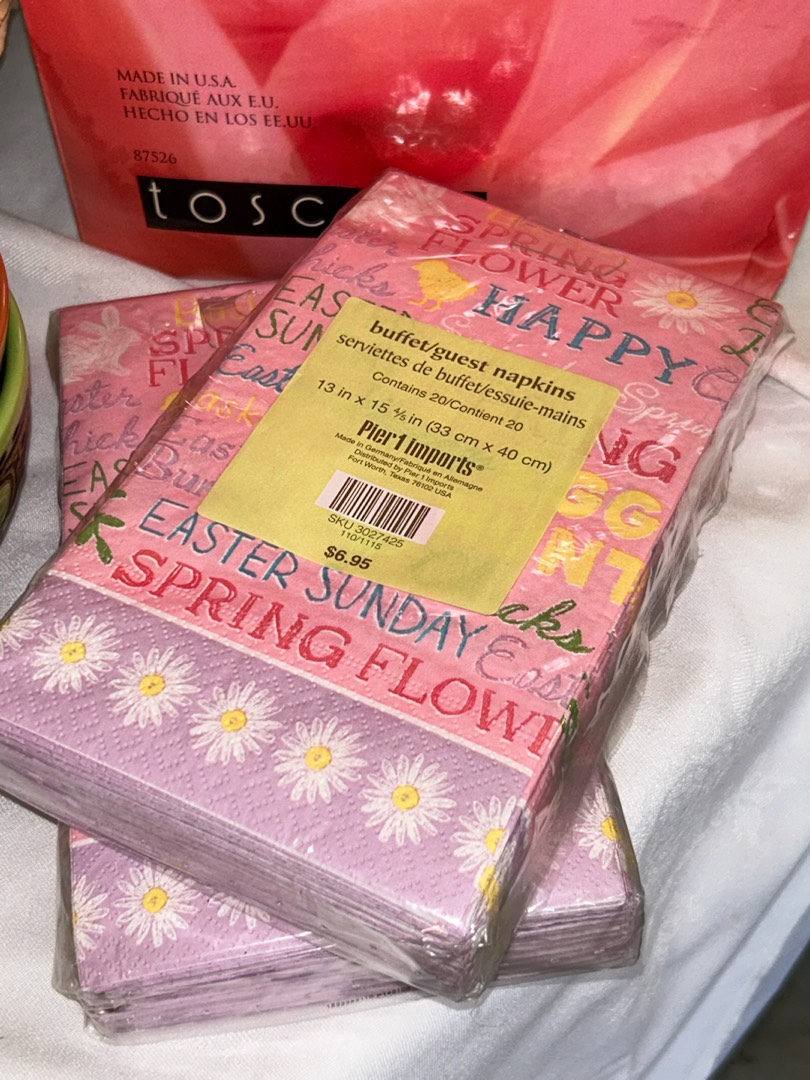 MADE IN U.S.A.
FABRIQUÉ AUX E.U.
HECHO EN LOS EE.UU
87526
tosc
SPRING
FLOWER
HAPPY
buffet/guest napkins
serviettes de buffet/essuie-mains
Contains 20/Contient 20
13 in x 15 ⅘ in (33 cm x 40 cm)
Pier 1 imports®
Made in Germany/Fabriqué en Allemagne
Distributed by Pier 1 Imports
Fort Worth, Texas 76102 USA
SKU 3027425
110/1115
$6.95
EASTER SUNDAY
SPRING FLOWE